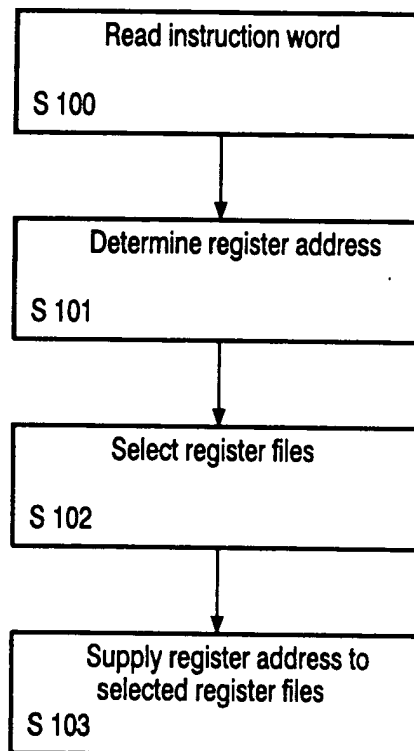 Read instruction word
S 100
Determine register address
S 101
Select register files
S 102
Supply register address to
selected register files
S 103